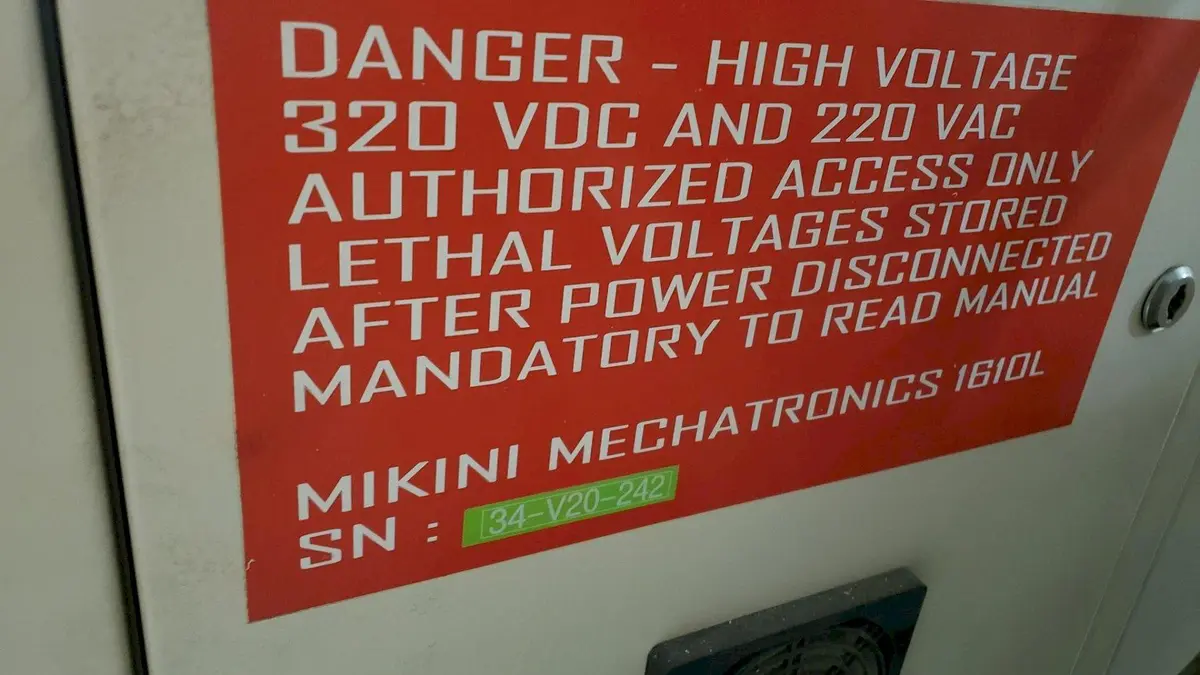 DANGER - HIGH VOLTAGE
320 VDC AND 220 VAC
AUTHORIZED ACCESS ONLY
LETHAL VOLTAGES STORED
AFTER POWER DISCONNECTED
MANDATORY TO READ MANUAL
MIKINI MECHATRONICS 1610L
SN : 34-V20-242